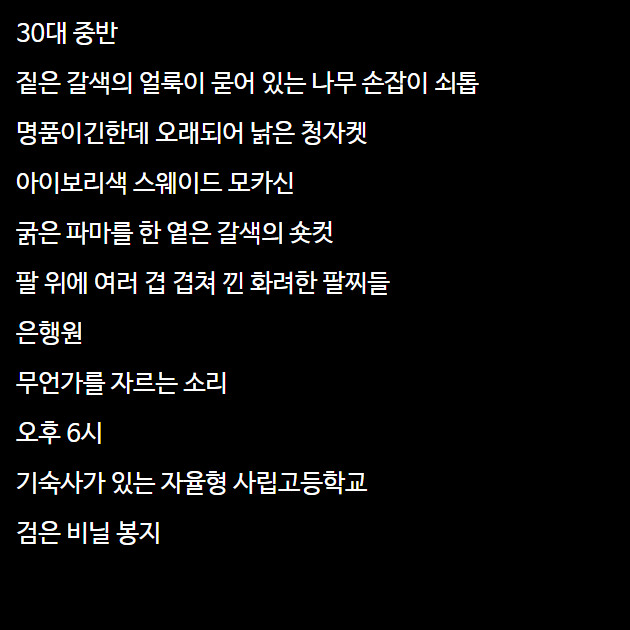 30대 중반
짙은 갈색의 얼룩이 묻어 있는 나무 손잡이 쇠톱
명품이긴한데 오래되어 낡은 청자켓
아이보리색 스웨이드 모카신
굵은 파마를 한 옅은 갈색의 숏컷
팔 위에 여러 겹 겹쳐 낀 화려한 팔찌들
은행원
무언가를 자르는 소리
오후 6시
기숙사가 있는 자율형 사립고등학교
검은 비닐 봉지